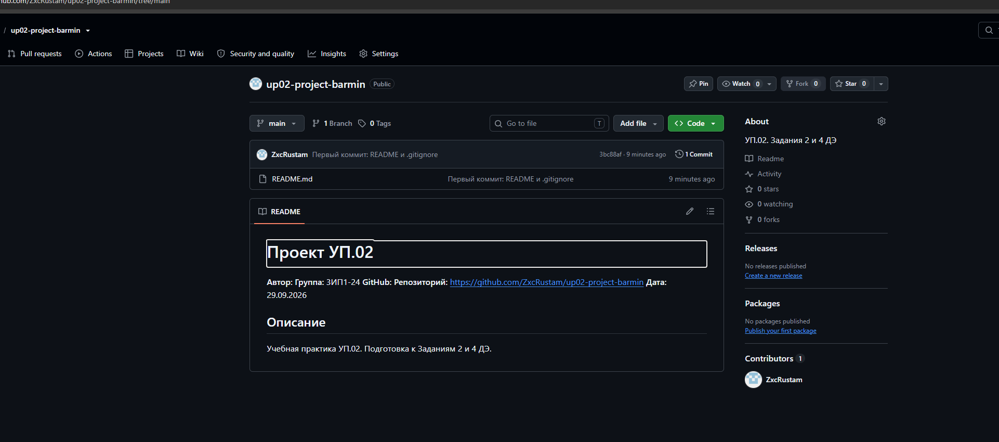 hub.com/ZxcRustam/up02-project-barmin/tree/main
/ up02-project-barmin
Pull requests Actions Projects Wiki Security and quality Insights Settings
up02-project-barmin Public
Pin Watch 0 Fork 0 Star 0
main 1 Branch 0 Tags Go to file T Add file Code
ZxcRustam Первый коммит: README и .gitignore 3bc88af · 9 minutes ago 1 Commit
README.md Первый коммит: README и .gitignore 9 minutes ago
README
Проект УП.02
Автор: Группа: ЗИП1-24 GitHub: Репозиторий: https://github.com/ZxcRustam/up02-project-barmin Дата:
29.09.2026
Описание
Учебная практика УП.02. Подготовка к Заданиям 2 и 4 ДЭ.
About
УП.02. Задания 2 и 4 ДЭ
Readme
Activity
0 stars
0 watching
0 forks
Releases
No releases published
Create a new release
Packages
No packages published
Publish your first package
Contributors 1
ZxcRustam